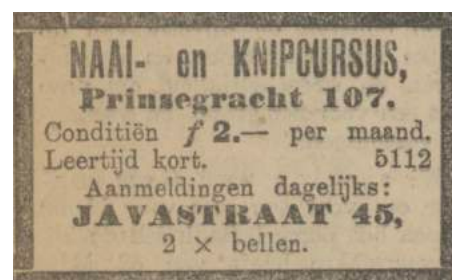 NAAI- en KNIPCURSUS,
Prinsegracht 107.
Conditiën f 2.— per maand.
Leertijd kort. 5112
Aanmeldingen dagelijks:
JAVASTRAAT 45,
2 × bellen.